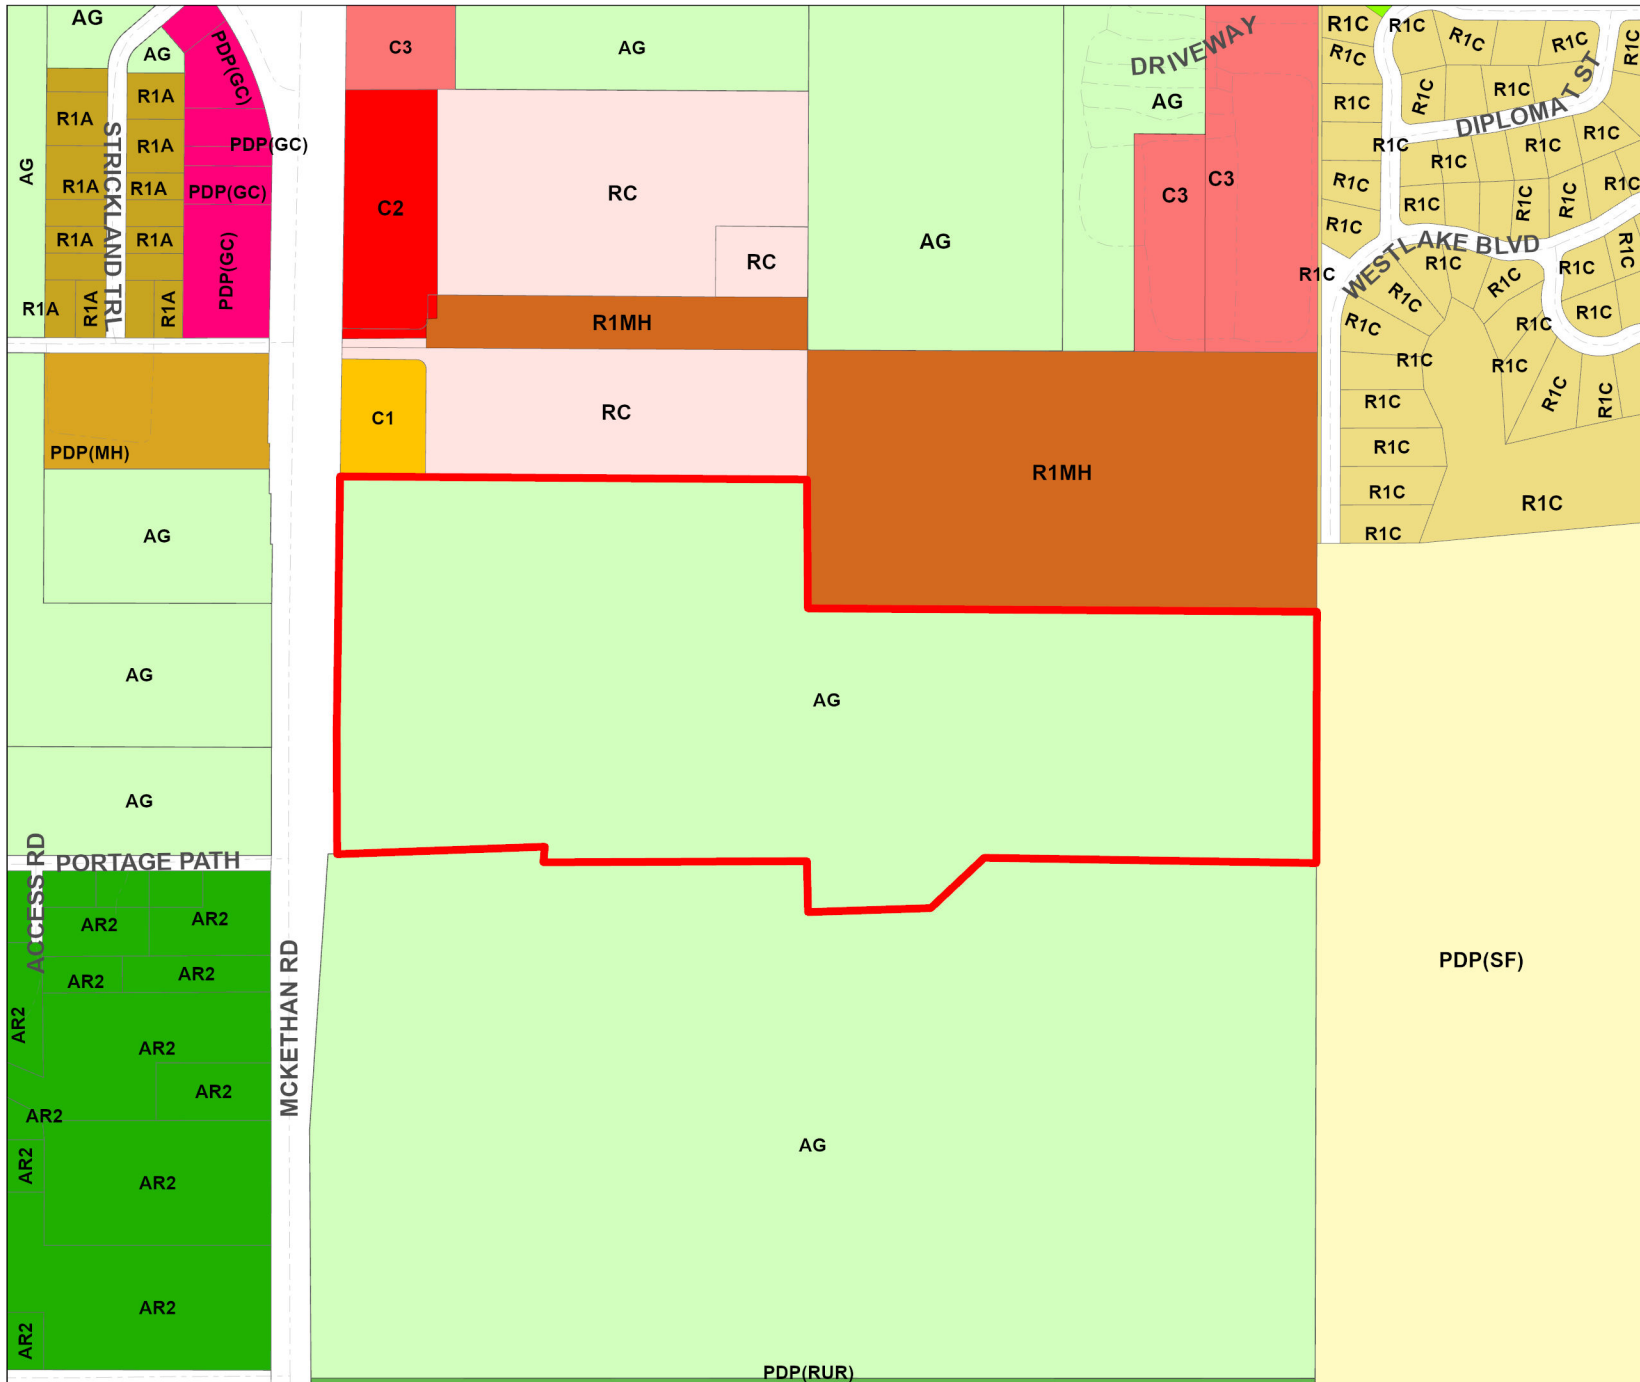 AG
C3
AG
DRIVEWAY
R1C
R1C
R1C
R1C
R1C
AG
PDP(GC)
R1C
R1A
AG
R1C
R1C
R1C
DIPLOMAT ST
R1A
STRICKLAND TRL
R1A
PDP(GC)
R1C
R1C
R1C
R1C
AG
R1A
R1A
PDP(GC)
C2
RC
C3
C3
R1C
R1C
R1C
R1C
R1C
R1C
R1A
R1A
PDP(GC)
RC
AG
R1C
WESTLAKE BLVD
R1C
R1C
R1C
R1C
R1C
R1C
R1A
R1A
R1A
R1MH
R1C
R1C
R1C
R1C
R1C
C1
RC
R1C
R1C
R1C
PDP(MH)
R1MH
R1C
R1C
R1C
R1C
AG
AG
AG
AG
ACCESS RD
PORTAGE PATH
AR2
AR2
AR2
AR2
MCKETHAN RD
PDP(SF)
AR2
AR2
AR2
AR2
AG
AR2
AR2
AR2
AR2
PDP(RUR)